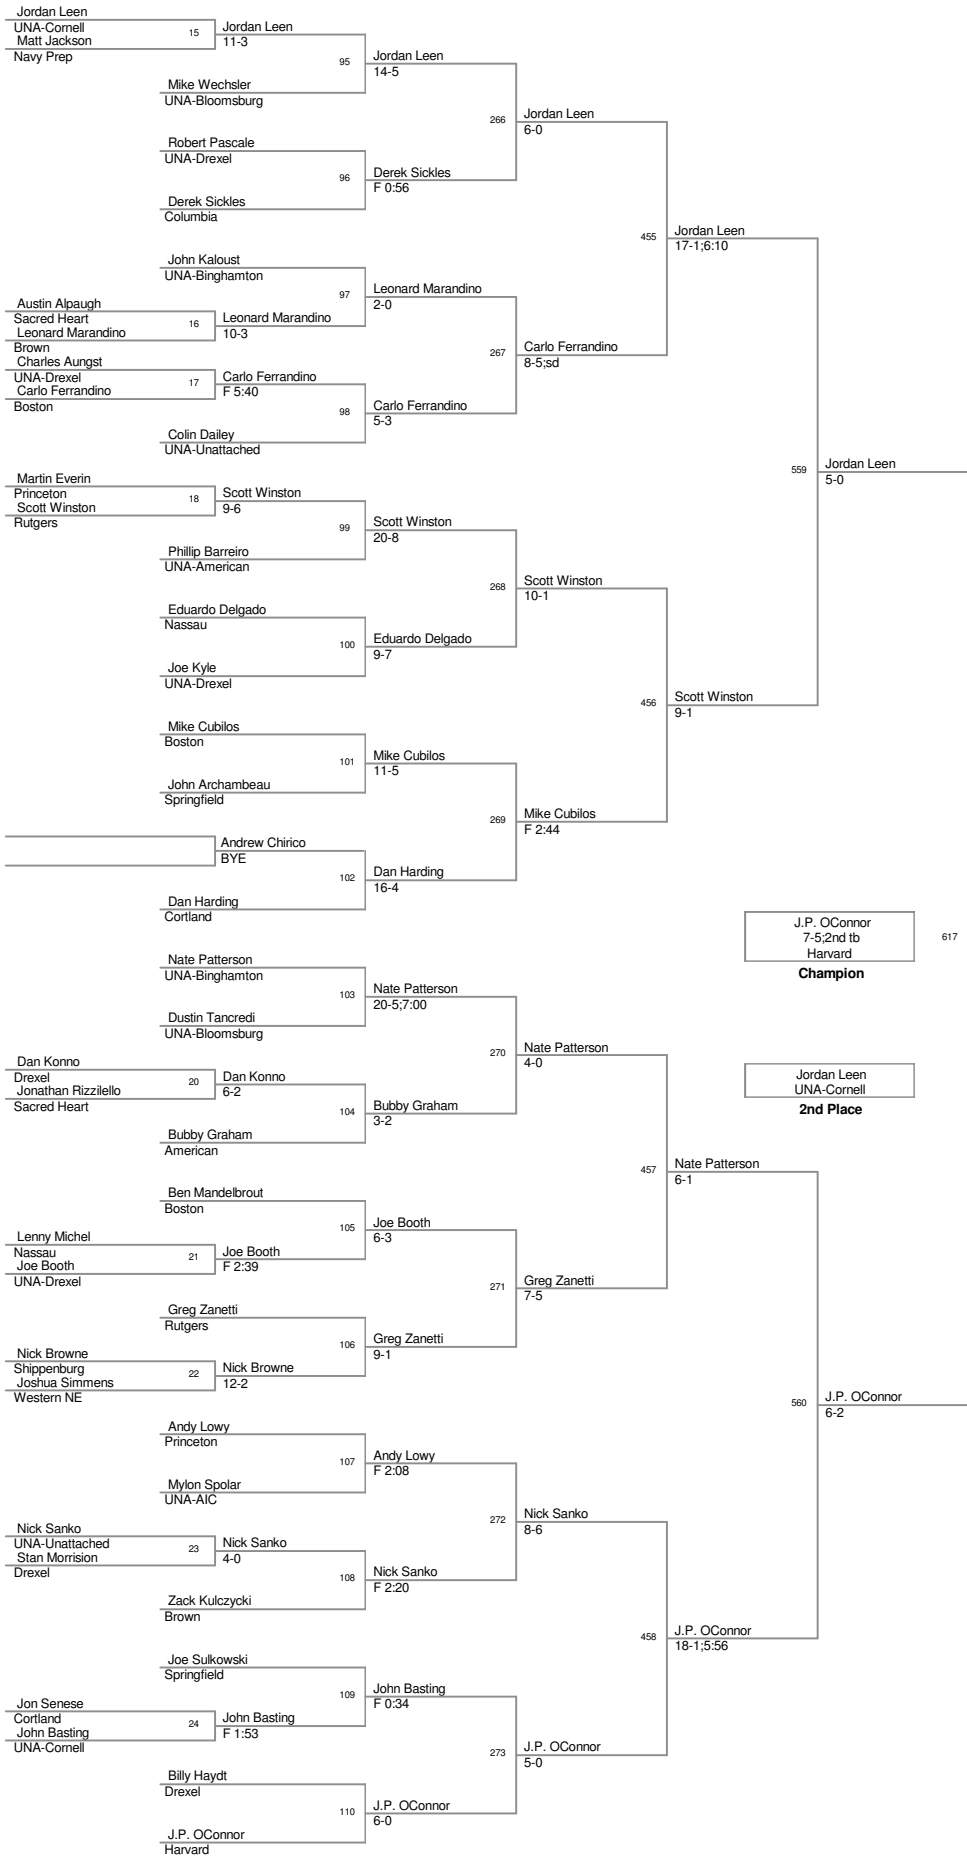 Jordan Leen
UNA-Cornell
15
Matt Jackson
Navy Prep
Jordan Leen
11-3
95
Mike Wechsler
UNA-Bloomsburg
Jordan Leen
14-5
266
Robert Pascale
UNA-Drexel
96
Derek Sickles
Columbia
Derek Sickles
F 0:56
Jordan Leen
6-0
455
John Kaloust
UNA-Binghamton
97
Austin Alpaugh
Sacred Heart
16
Leonard Marandino
Brown
Leonard Marandino
10-3
Leonard Marandino
2-0
267
Charles Aungst
UNA-Drexel
17
Carlo Ferrandino
Boston
Carlo Ferrandino
F 5:40
98
Colin Dailey
UNA-Unattached
Carlo Ferrandino
5-3
Carlo Ferrandino
8-5;sd
Jordan Leen
17-1;6:10
559
Martin Everin
Princeton
18
Scott Winston
Rutgers
Scott Winston
9-6
99
Phillip Barreiro
UNA-American
Scott Winston
20-8
268
Eduardo Delgado
Nassau
100
Joe Kyle
UNA-Drexel
Eduardo Delgado
9-7
Scott Winston
10-1
456
Mike Cubilos
Boston
101
John Archambeau
Springfield
Mike Cubilos
11-5
269
Andrew Chirico
BYE
102
Dan Harding
Cortland
Dan Harding
16-4
Mike Cubilos
F 2:44
Scott Winston
9-1
Jordan Leen
5-0
J.P. OConnor
7-5;2nd tb
Harvard
617
Champion
Nate Patterson
UNA-Binghamton
103
Dustin Tancredi
UNA-Bloomsburg
Nate Patterson
20-5;7:00
270
Dan Konno
Drexel
20
Jonathan Rizzilello
Sacred Heart
Dan Konno
6-2
104
Bubby Graham
American
Bubby Graham
3-2
Nate Patterson
4-0
457
Jordan Leen
UNA-Cornell
2nd Place
Ben Mandelbrout
Boston
105
Lenny Michel
Nassau
21
Joe Booth
UNA-Drexel
Joe Booth
F 2:39
Joe Booth
6-3
271
Greg Zanetti
Rutgers
106
Nick Browne
Shippenburg
22
Joshua Simmens
Western NE
Nick Browne
12-2
Greg Zanetti
9-1
Greg Zanetti
7-5
Nate Patterson
6-1
560
Andy Lowy
Princeton
107
Mylon Spolar
UNA-AIC
Andy Lowy
F 2:08
272
Nick Sanko
UNA-Unattached
23
Stan Morrision
Drexel
Nick Sanko
4-0
108
Zack Kulczycki
Brown
Nick Sanko
F 2:20
Nick Sanko
8-6
458
Joe Sulkowski
Springfield
109
Jon Senese
Cortland
24
John Basting
UNA-Cornell
John Basting
F 1:53
John Basting
F 0:34
273
Billy Haydt
Drexel
110
J.P. OConnor
Harvard
J.P. OConnor
6-0
J.P. OConnor
5-0
J.P. OConnor
18-1;5:56
J.P. OConnor
6-2